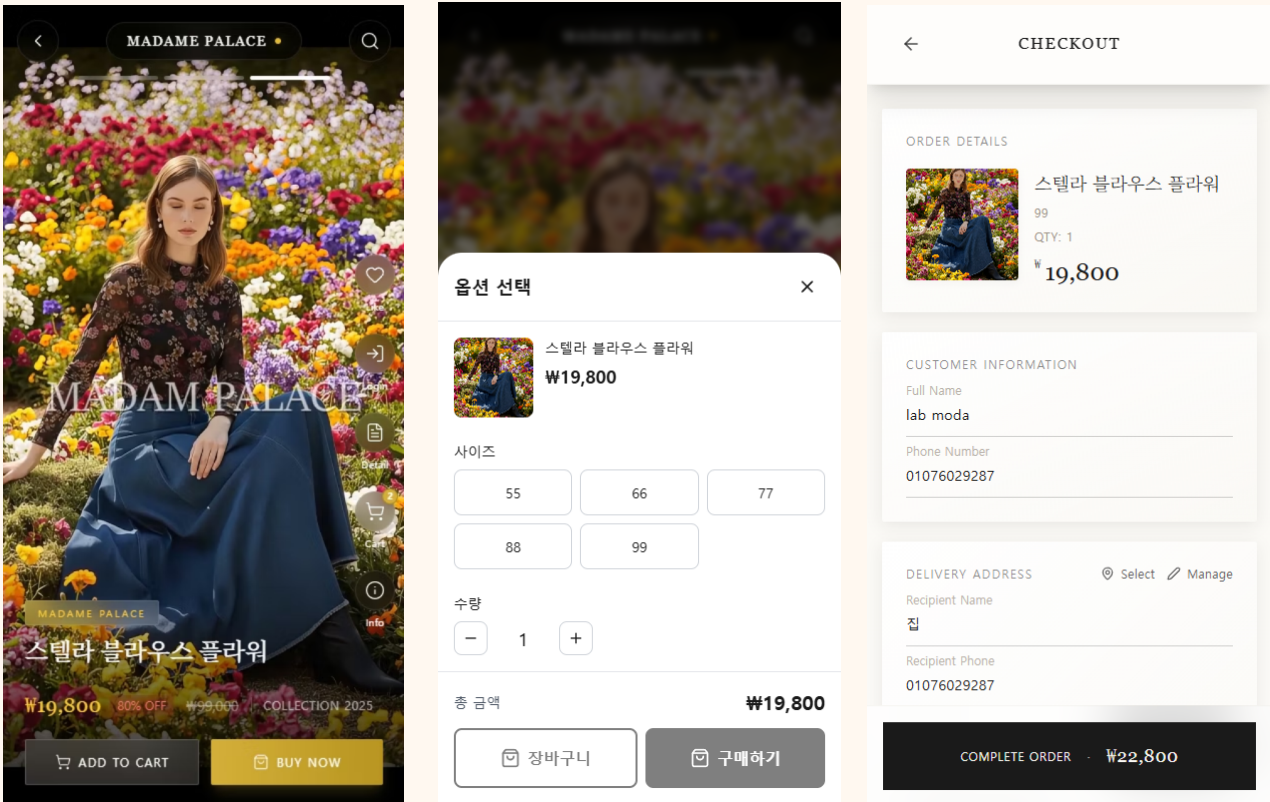 MADAME PALACE
MADAM PALACE
Login
Detail
2
Cart
Info
MADAME PALACE
스텔라 블라우스 플라워
₩19,800 80% OFF ₩99,000 COLLECTION 2025
ADD TO CART
BUY NOW
옵션 선택
스텔라 블라우스 플라워
₩19,800
사이즈
55 66 77
88 99
수량
1
총 금액 ₩19,800
장바구니
구매하기
CHECKOUT
ORDER DETAILS
스텔라 블라우스 플라워
99
QTY: 1
₩19,800
CUSTOMER INFORMATION
Full Name
lab moda
Phone Number
01076029287
DELIVERY ADDRESS Select Manage
Recipient Name
집
Recipient Phone
01076029287
COMPLETE ORDER · ₩22,800